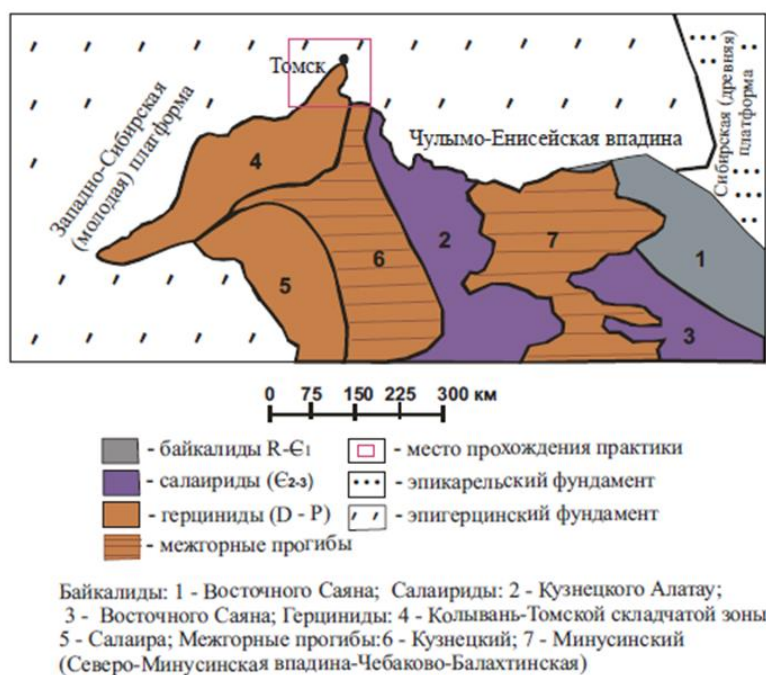 Томск
Западно-Сибирская
(молодая) платформа
Чулымо-Енисейская впадина
Сибирская (древняя)
платформа
4
5
6
2
7
1
3
0 75 150 225 300 км
- байкалиды R-Є1
- место прохождения практики
- салаириды (Є2-3)
- эпикарельский фундамент
- герциниды (D - P)
- эпигерцинский фундамент
- межгорные прогибы
Байкалиды: 1 - Восточного Саяна; Салаириды: 2 - Кузнецкого Алатау;
3 - Восточного Саяна; Герциниды: 4 - Колывань-Томской складчатой зоны
5 - Салаира; Межгорные прогибы:6 - Кузнецкий; 7 - Минусинский
(Северо-Минусинская впадина-Чебаково-Балахтинская)